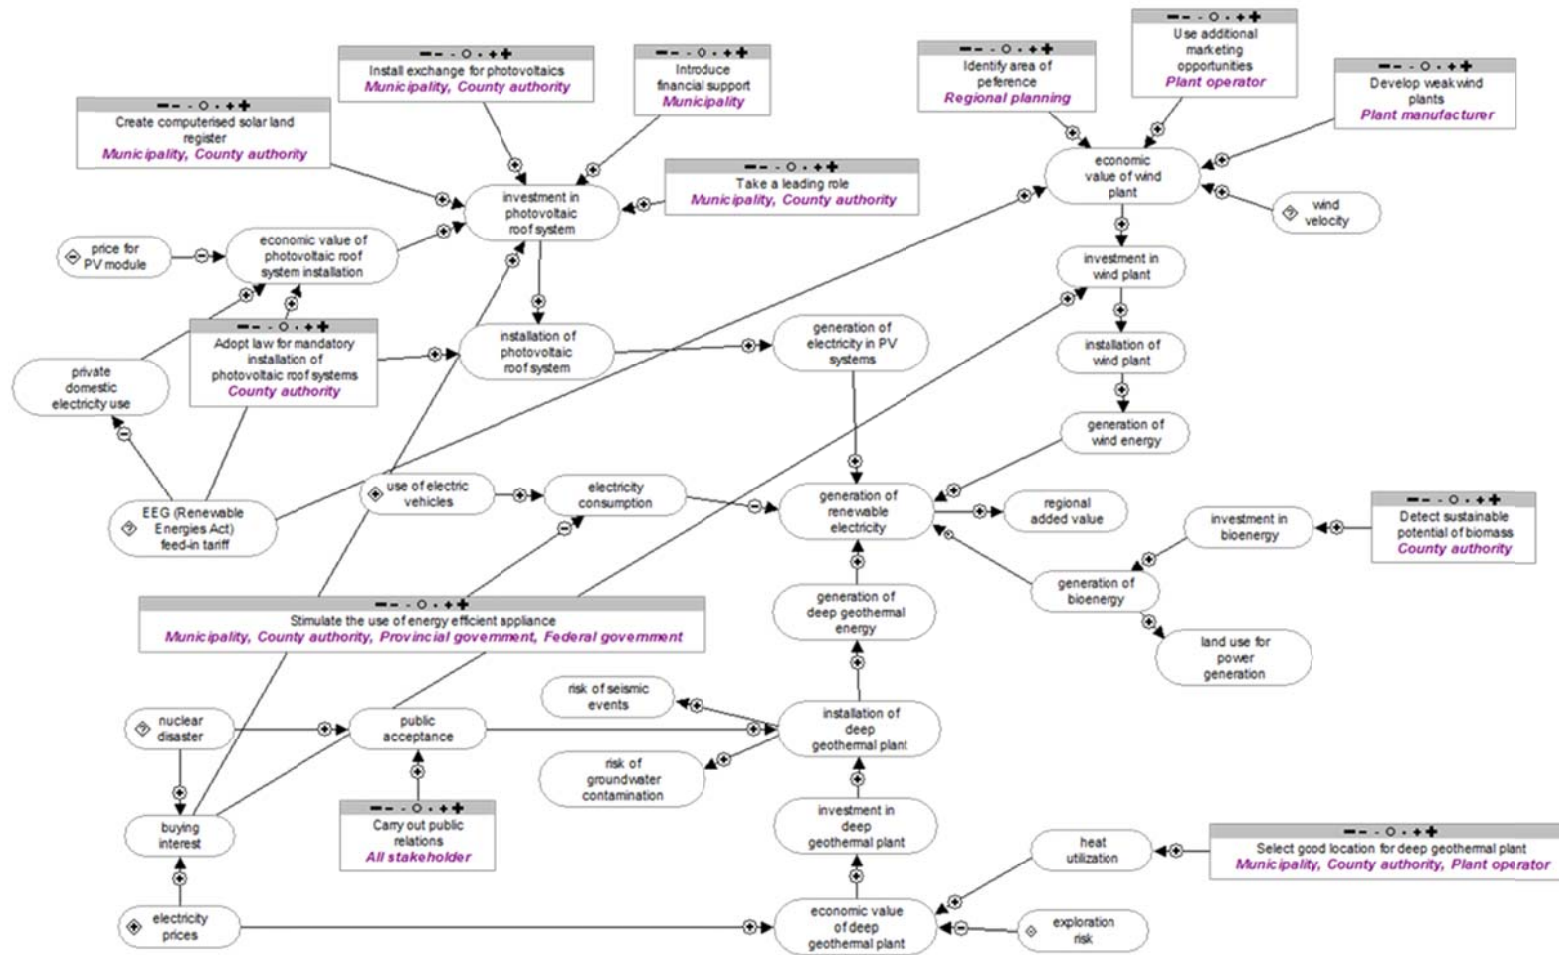 Use additional
marketing
opportunities
Plant operator
Identify area of
peference
Regional planning
Develop weak wind
plants
Plant manufacturer
Install exchange for photovoltaics
Municipality, County authority
Introduce
financial support
Municipality
Create computerised solar land
register
Municipality, County authority
Take a leading role
Municipality, County authority
economic
value of wind
plant
wind
velocity
investment in
photovoltaic
roof system
price for
PV module
economic value of
photovoltaic roof
system installation
investment in
wind plant
Adopt law for mandatory
installation of
photovoltaic roof systems
County authority
installation of
photovoltaic
roof system
generation of
electricity in PV
systems
installation of
wind plant
private
domestic
electricity use
generation of
wind energy
EEG (Renewable
Energies Act)
feed-in tariff
use of electric
vehicles
electricity
consumption
generation of
renewable
electricity
regional
added value
investment in
bioenergy
Detect sustainable
potential of biomass
County authority
generation of
bioenergy
generation of
deep geothermal
energy
Stimulate the use of energy efficient appliance
Municipality, County authority, Provincial government, Federal government
land use for
power
generation
risk of seismic
events
nuclear
disaster
public
acceptance
installation of
deep
geothermal plant
risk of
groundwater
contamination
buying
interest
Carry out public
relations
All stakeholder
investment in
deep
geothermal plant
heat
utilization
Select good location for deep geothermal plant
Municipality, County authority, Plant operator
electricity
prices
economic value
of deep
geothermal plant
exploration
risk